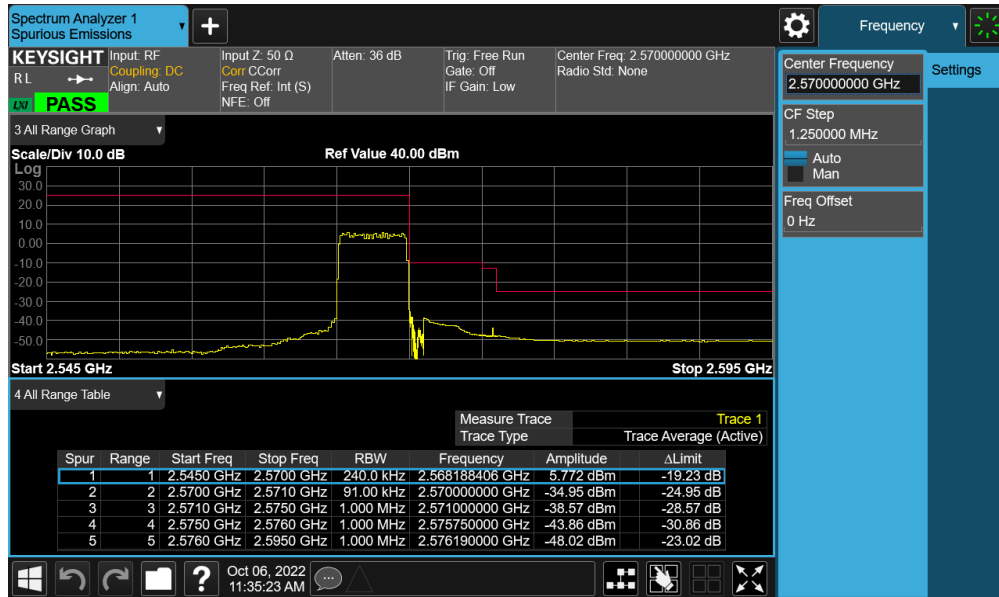 Spectrum Analyzer 1
Spurious Emissions
Frequency
KEYSIGHT
R L
LXI
PASS
Input: RF
Coupling: DC
Align: Auto
Input Z: 50 Ω
Corr CCorr
Freq Ref: Int (S)
NFE: Off
Atten: 36 dB
Trig: Free Run
Gate: Off
IF Gain: Low
Center Freq: 2.570000000 GHz
Radio Std: None
Center Frequency
2.570000000 GHz
Settings
CF Step
1.250000 MHz
Auto
Man
Freq Offset
0 Hz
3 All Range Graph
Scale/Div 10.0 dB
Ref Value 40.00 dBm
Log
30.0
20.0
10.0
0.00
-10.0
-20.0
-30.0
-40.0
-50.0
Start 2.545 GHz
Stop 2.595 GHz
4 All Range Table
Measure Trace Trace 1
Trace Type Trace Average (Active)
Spur Range Start Freq Stop Freq RBW Frequency Amplitude ΔLimit
1 1 2.5450 GHz 2.5700 GHz 240.0 kHz 2.568188406 GHz 5.772 dBm -19.23 dB
2 2 2.5700 GHz 2.5710 GHz 91.00 kHz 2.570000000 GHz -34.95 dBm -24.95 dB
3 3 2.5710 GHz 2.5750 GHz 1.000 MHz 2.571000000 GHz -38.57 dBm -28.57 dB
4 4 2.5750 GHz 2.5760 GHz 1.000 MHz 2.575750000 GHz -43.86 dBm -30.86 dB
5 5 2.5760 GHz 2.5950 GHz 1.000 MHz 2.576190000 GHz -48.02 dBm -23.02 dB
Oct 06, 2022
11:35:23 AM